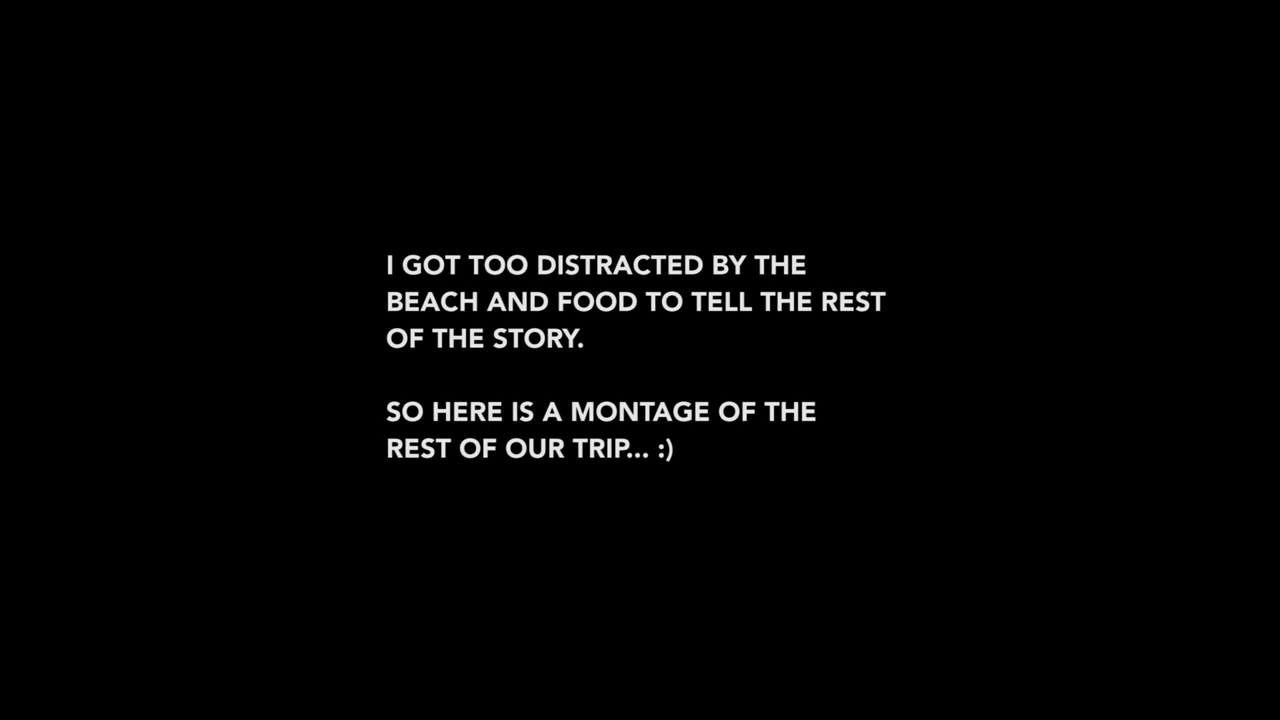 I GOT TOO DISTRACTED BY THE
BEACH AND FOOD TO TELL THE REST
OF THE STORY.
SO HERE IS A MONTAGE OF THE
REST OF OUR TRIP... :)